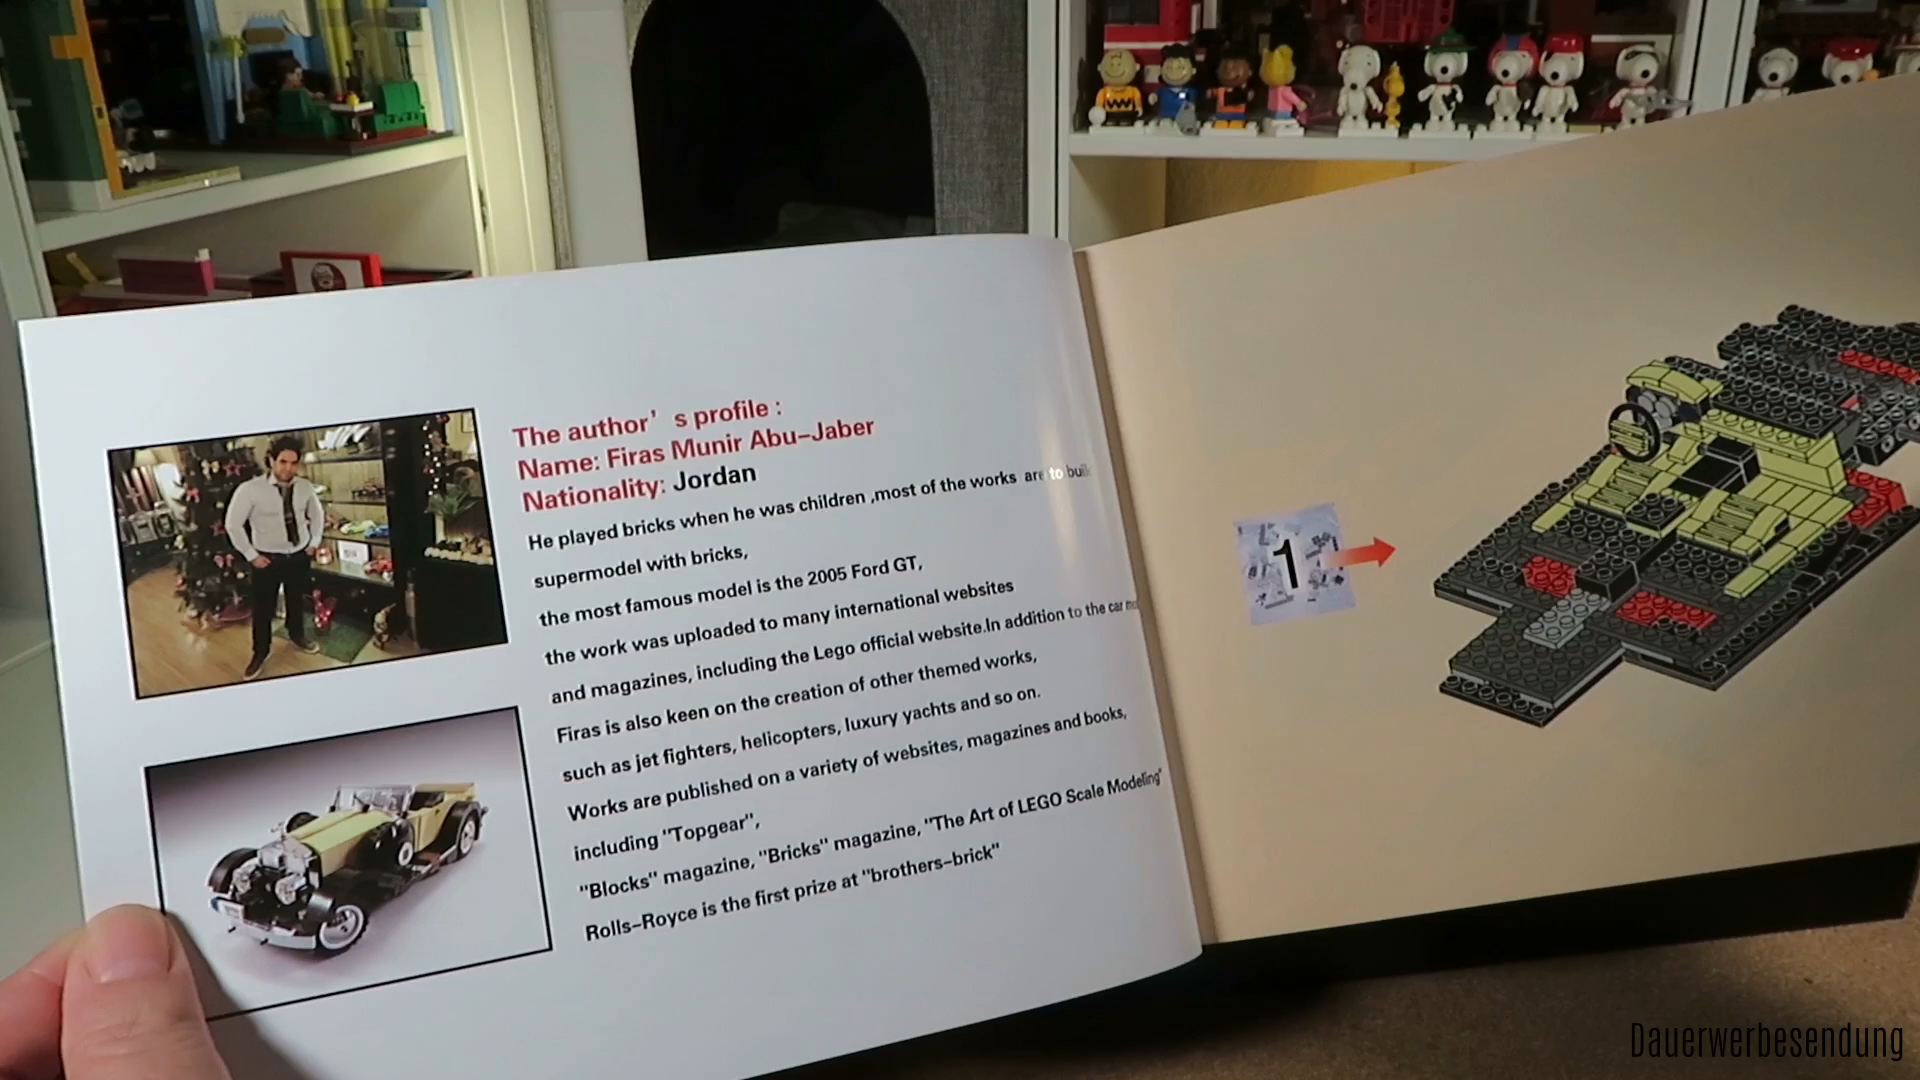 The author' s profile :
Name: Firas Munir Abu-Jaber
Nationality: Jordan
He played bricks when he was children ,most of the works are to
supermodel with bricks,
the most famous model is the 2005 Ford GT,
the work was uploaded to many international websites
and magazines, including the Lego official website.In addition to the car
Firas is also keen on the creation of other themed works,
such as jet fighters, helicopters, luxury yachts and so on.
Works are published on a variety of websites, magazines and books,
including "Topgear",
"Blocks" magazine, "Bricks" magazine, "The Art of LEGO Scale Modeling"
Rolls-Royce is the first prize at "brothers-brick"
1
Dauerwerbesendung